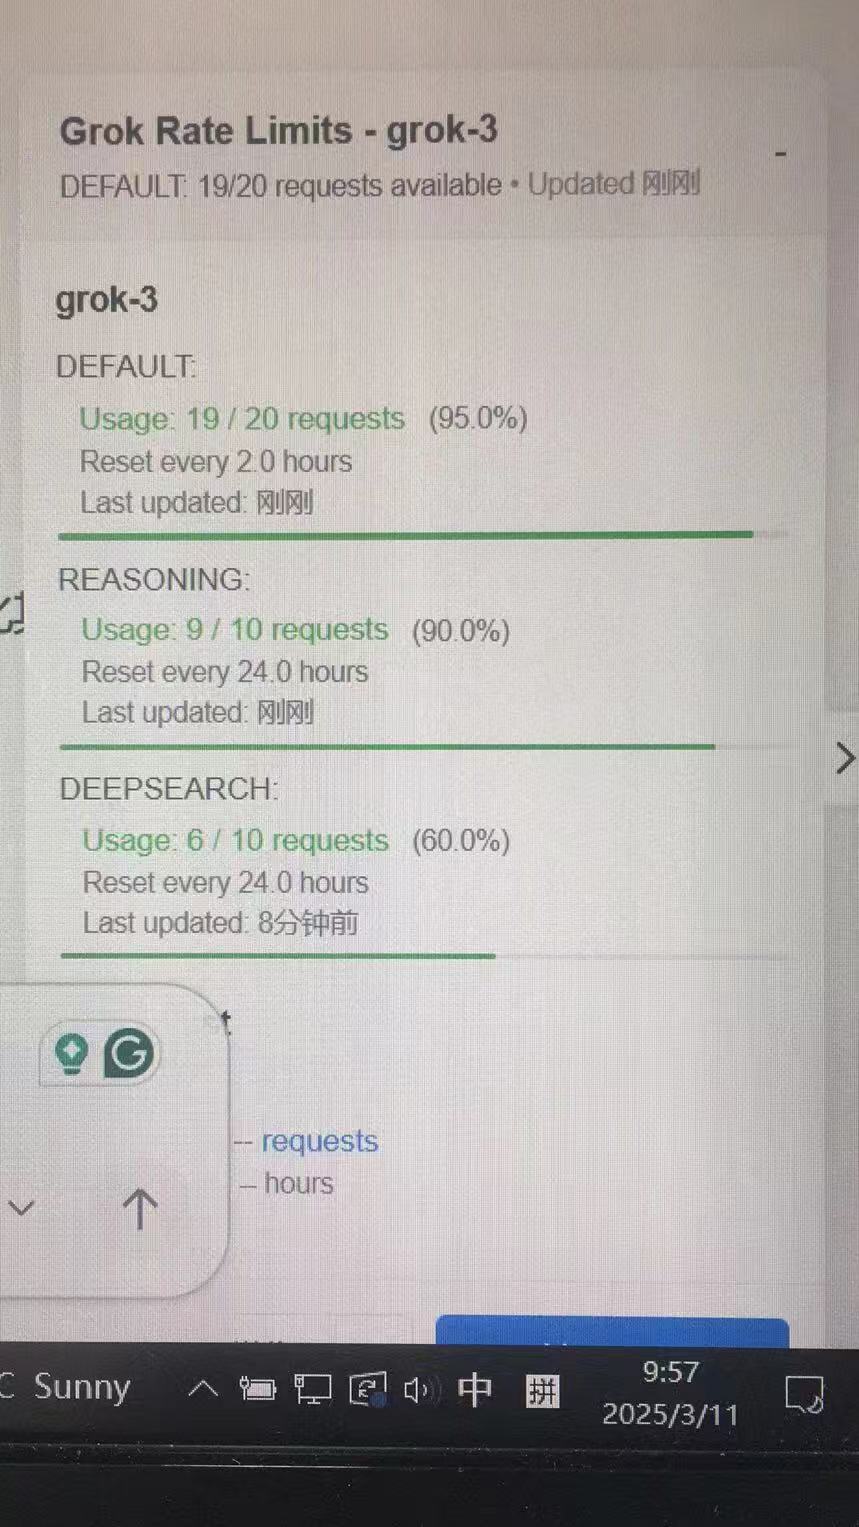 Grok Rate Limits - grok-3
-
DEFAULT: 19/20 requests available • Updated 刚刚
grok-3
DEFAULT:
Usage: 19 / 20 requests (95.0%)
Reset every 2.0 hours
Last updated: 刚刚
REASONING:
Usage: 9 / 10 requests (90.0%)
Reset every 24.0 hours
Last updated: 刚刚
DEEPSEARCH:
Usage: 6 / 10 requests (60.0%)
Reset every 24.0 hours
Last updated: 8分钟前
t
G
-- requests
-- hours
C Sunny
中
拼
9:57
2025/3/11